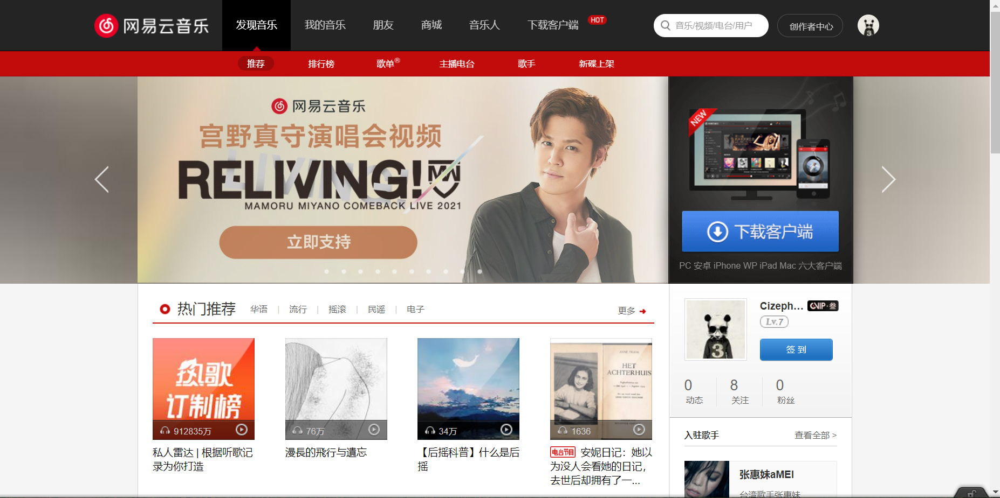 网易云音乐
发现音乐 我的音乐 朋友 商城 音乐人 下载客户端 HOT
音乐/视频/电台/用户
创作者中心
推荐 排行榜 歌单® 主播电台 歌手 新碟上架
网易云音乐
宫野真守演唱会视频
RELIVING!
MAMORU MIYANO COMEBACK LIVE 2021
立即支持
NEW
下载客户端
PC 安卓 iPhone WP iPad Mac 六大客户端
热门推荐 华语 | 流行 | 摇滚 | 民谣 | 电子
更多
热歌
订制榜
912835万
私人雷达 | 根据听歌记
录为你打造
76万
漫長的飛行与遺忘
34万
【后摇科普】什么是后
摇
ANNE FRANK
HET
ACHTERHUIS
1636
电台节目 安妮日记：她以
为没人会看她的日记，
去世后却拥有了一...
Cizeph...
VIP·叁
Lv.7
3
签 到
0 8 0
动态 关注 粉丝
入驻歌手
查看全部 >
张惠妹aMEI
台湾歌手张惠妹